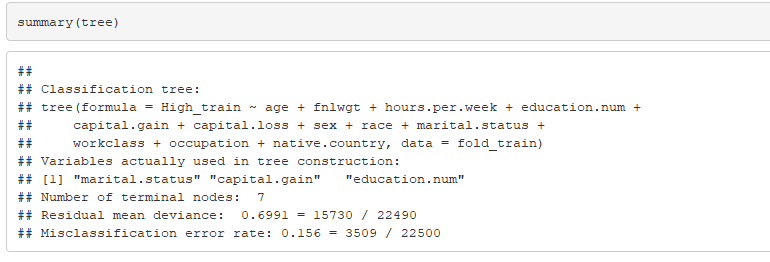 summary(tree)
##
## Classification tree:
## tree(formula = High_train ~ age + fnlwgt + hours.per.week + education.num +
##     capital.gain + capital.loss + sex + race + marital.status +
##     workclass + occupation + native.country, data = fold_train)
## Variables actually used in tree construction:
## [1] "marital.status" "capital.gain"   "education.num"
## Number of terminal nodes:  7
## Residual mean deviance:  0.6991 = 15730 / 22490
## Misclassification error rate: 0.156 = 3509 / 22500